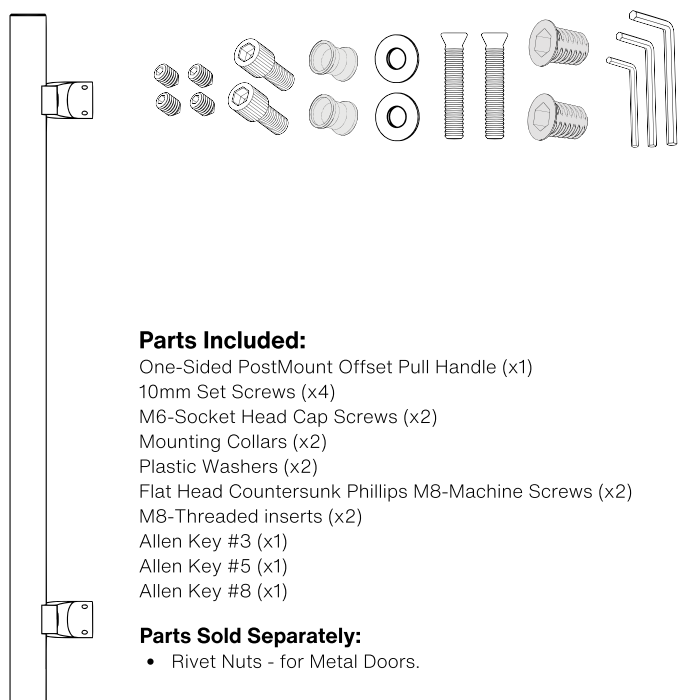 Parts Included:
One-Sided PostMount Offset Pull Handle (x1)
10mm Set Screws (x4)
M6-Socket Head Cap Screws (x2)
Mounting Collars (x2)
Plastic Washers (x2)
Flat Head Countersunk Phillips M8-Machine Screws (x2)
M8-Threaded inserts (x2)
Allen Key #3 (x1)
Allen Key #5 (x1)
Allen Key #8 (x1)
Parts Sold Separately:
• Rivet Nuts - for Metal Doors.